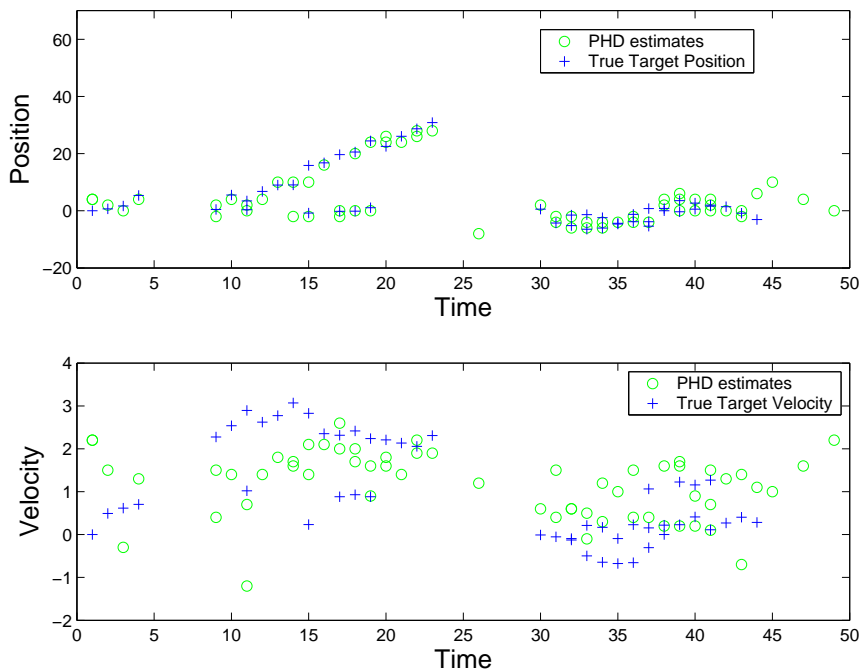 60
40
20
0
−20
Position
PHD estimates
True Target Position
0 5 10 15 20 25 30 35 40 45 50
Time
4
3
2
1
0
−1
−2
Velocity
PHD estimates
True Target Velocity
0 5 10 15 20 25 30 35 40 45 50
Time